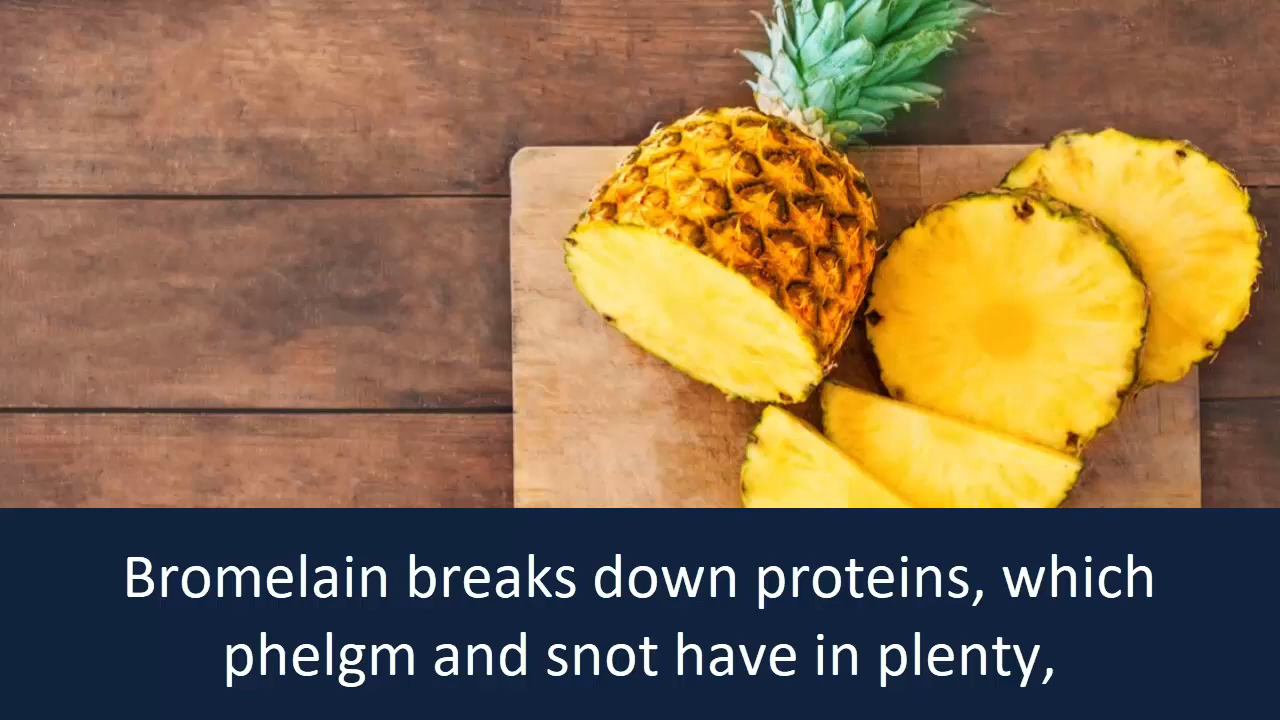 Bromelain breaks down proteins, which
phelgm and snot have in plenty,